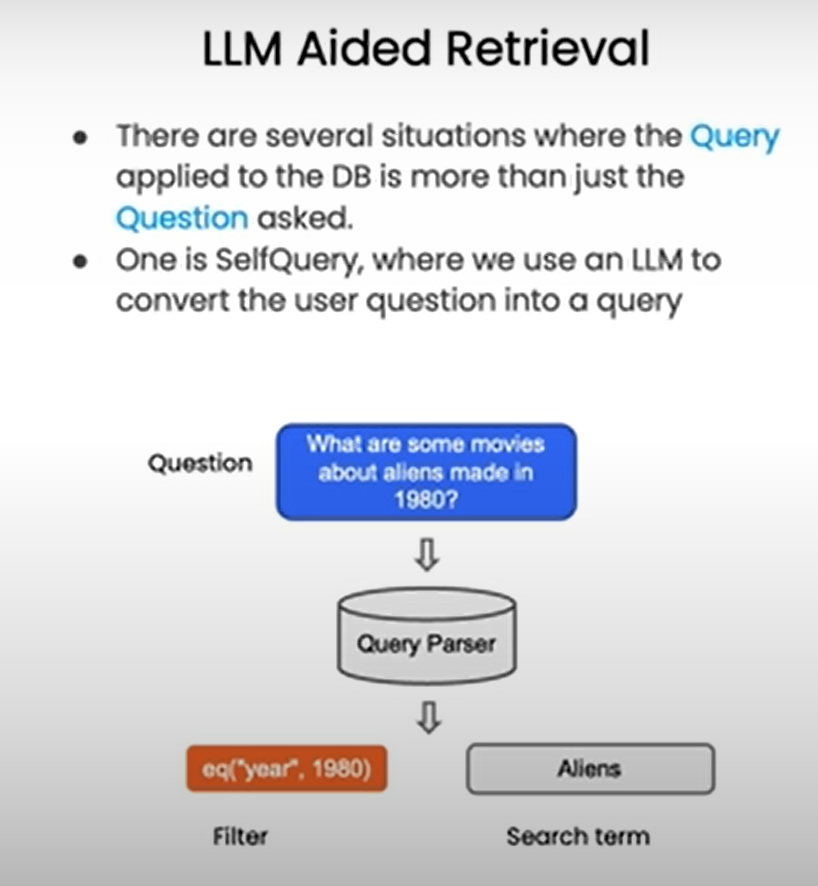 LLM Aided Retrieval
● There are several situations where the Query
applied to the DB is more than just the
Question asked.
● One is SelfQuery, where we use an LLM to
convert the user question into a query
Question
What are some movies
about aliens made in
1980?
Query Parser
eq("year", 1980)
Aliens
Filter
Search term